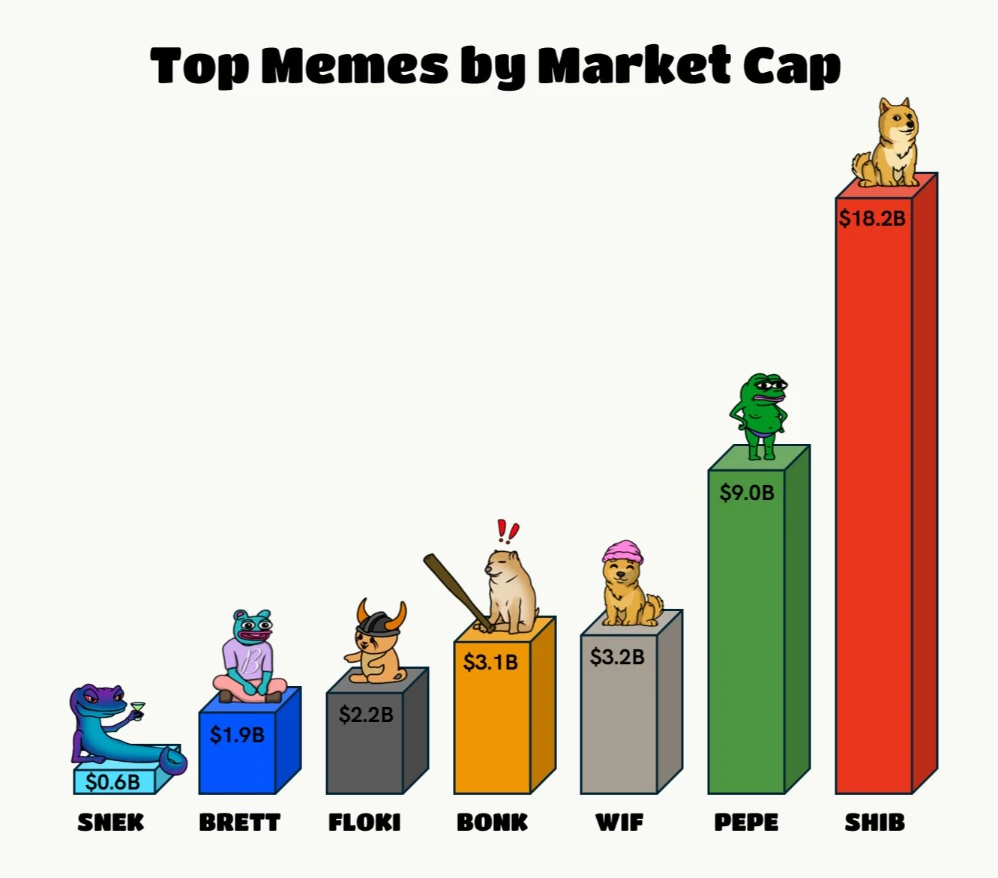 Top Memes by Market Cap
$18.2B
$9.0B
!!
$3.1B
$3.2B
$2.2B
$1.9B
B
$0.6B
SNEK
BRETT
FLOKI
BONK
WIF
PEPE
SHIB